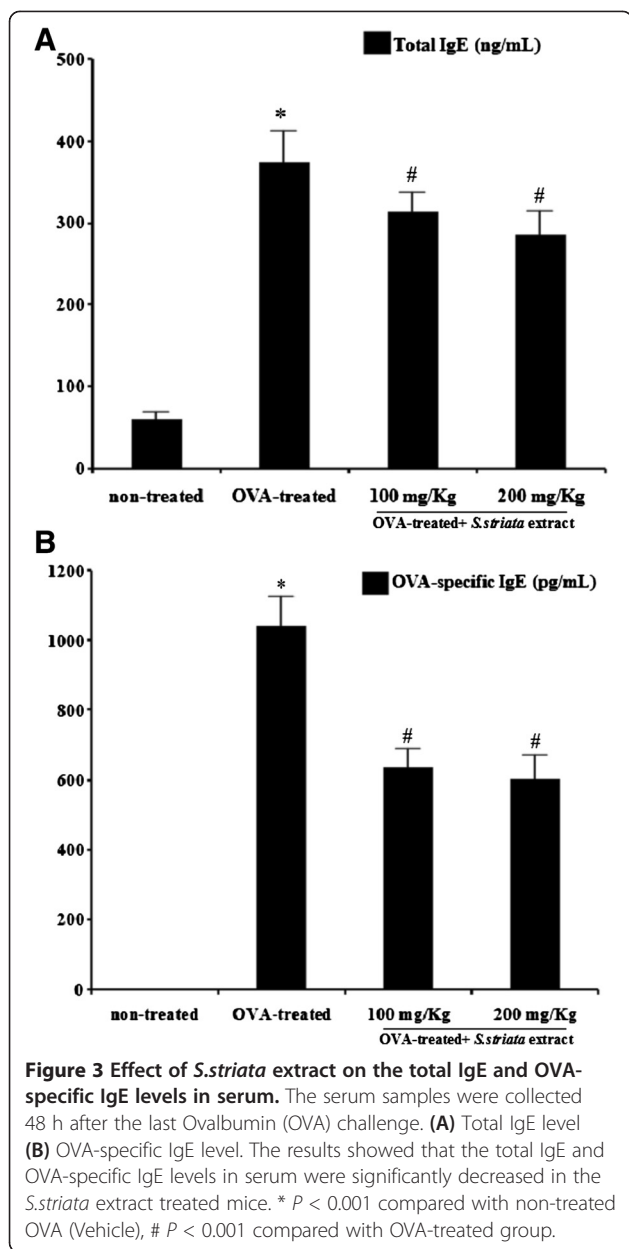 A
Total IgE (ng/mL)
500
400
300
200
100
0
*
#
#
non-treated
OVA-treated
100 mg/Kg
200 mg/Kg
OVA-treated+ S.striata extract
B
OVA-specific IgE (pg/mL)
1200
1000
800
600
400
200
0
*
#
#
non-treated
OVA-treated
100 mg/Kg
200 mg/Kg
OVA-treated+ S.striata extract
Figure 3 Effect of S.striata extract on the total IgE and OVA-
specific IgE levels in serum. The serum samples were collected
48 h after the last Ovalbumin (OVA) challenge. (A) Total IgE level
(B) OVA-specific IgE level. The results showed that the total IgE and
OVA-specific IgE levels in serum were significantly decreased in the
S.striata extract treated mice. * P < 0.001 compared with non-treated
OVA (Vehicle), # P < 0.001 compared with OVA-treated group.